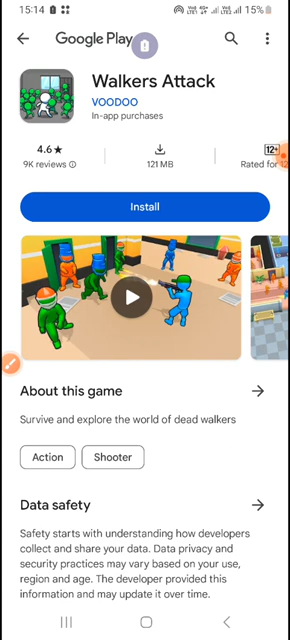 15:14
15%
Google Play
Walkers Attack
VOODOO
In-app purchases
4.6★
9K reviews
121 MB
12+
Rated for 12
Install
About this game
Survive and explore the world of dead walkers
Action
Shooter
Data safety
Safety starts with understanding how developers
collect and share your data. Data privacy and
security practices may vary based on your use,
region and age. The developer provided this
information and may update it over time.